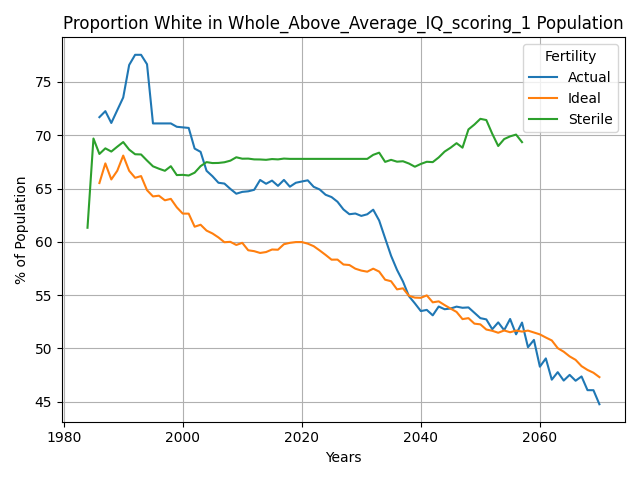 Proportion White in Whole_Above_Average_IQ_scoring_1 Population
Fertility
Actual
Ideal
Sterile
% of Population
75
70
65
60
55
50
45
1980
2000
2020
2040
2060
Years